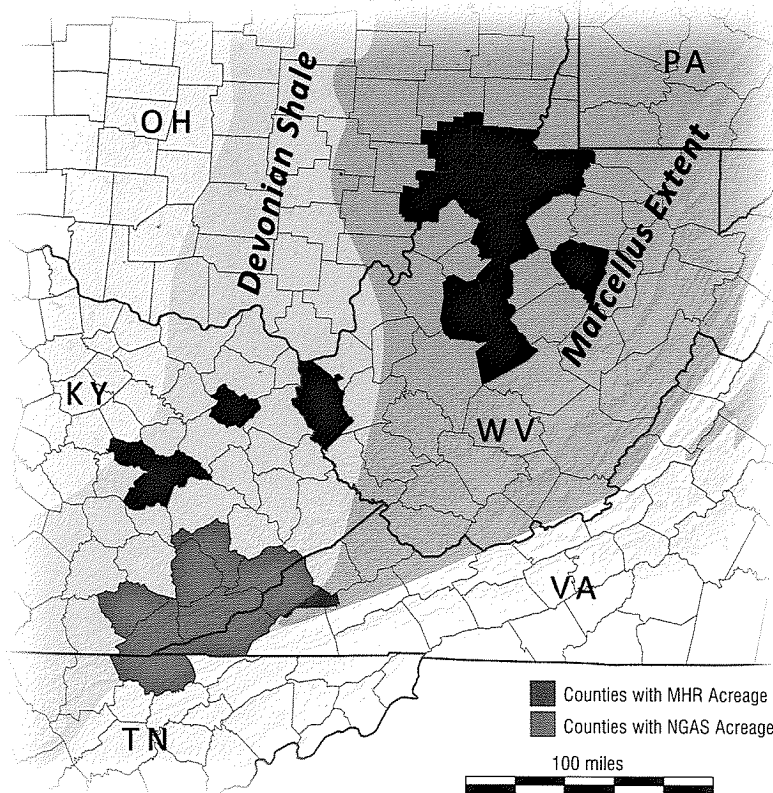 PA
OH
Devonian Shale
Marcellus Extent
KY
WV
VA
TN
Counties with MHR Acreage
Counties with NGAS Acreage
100 miles